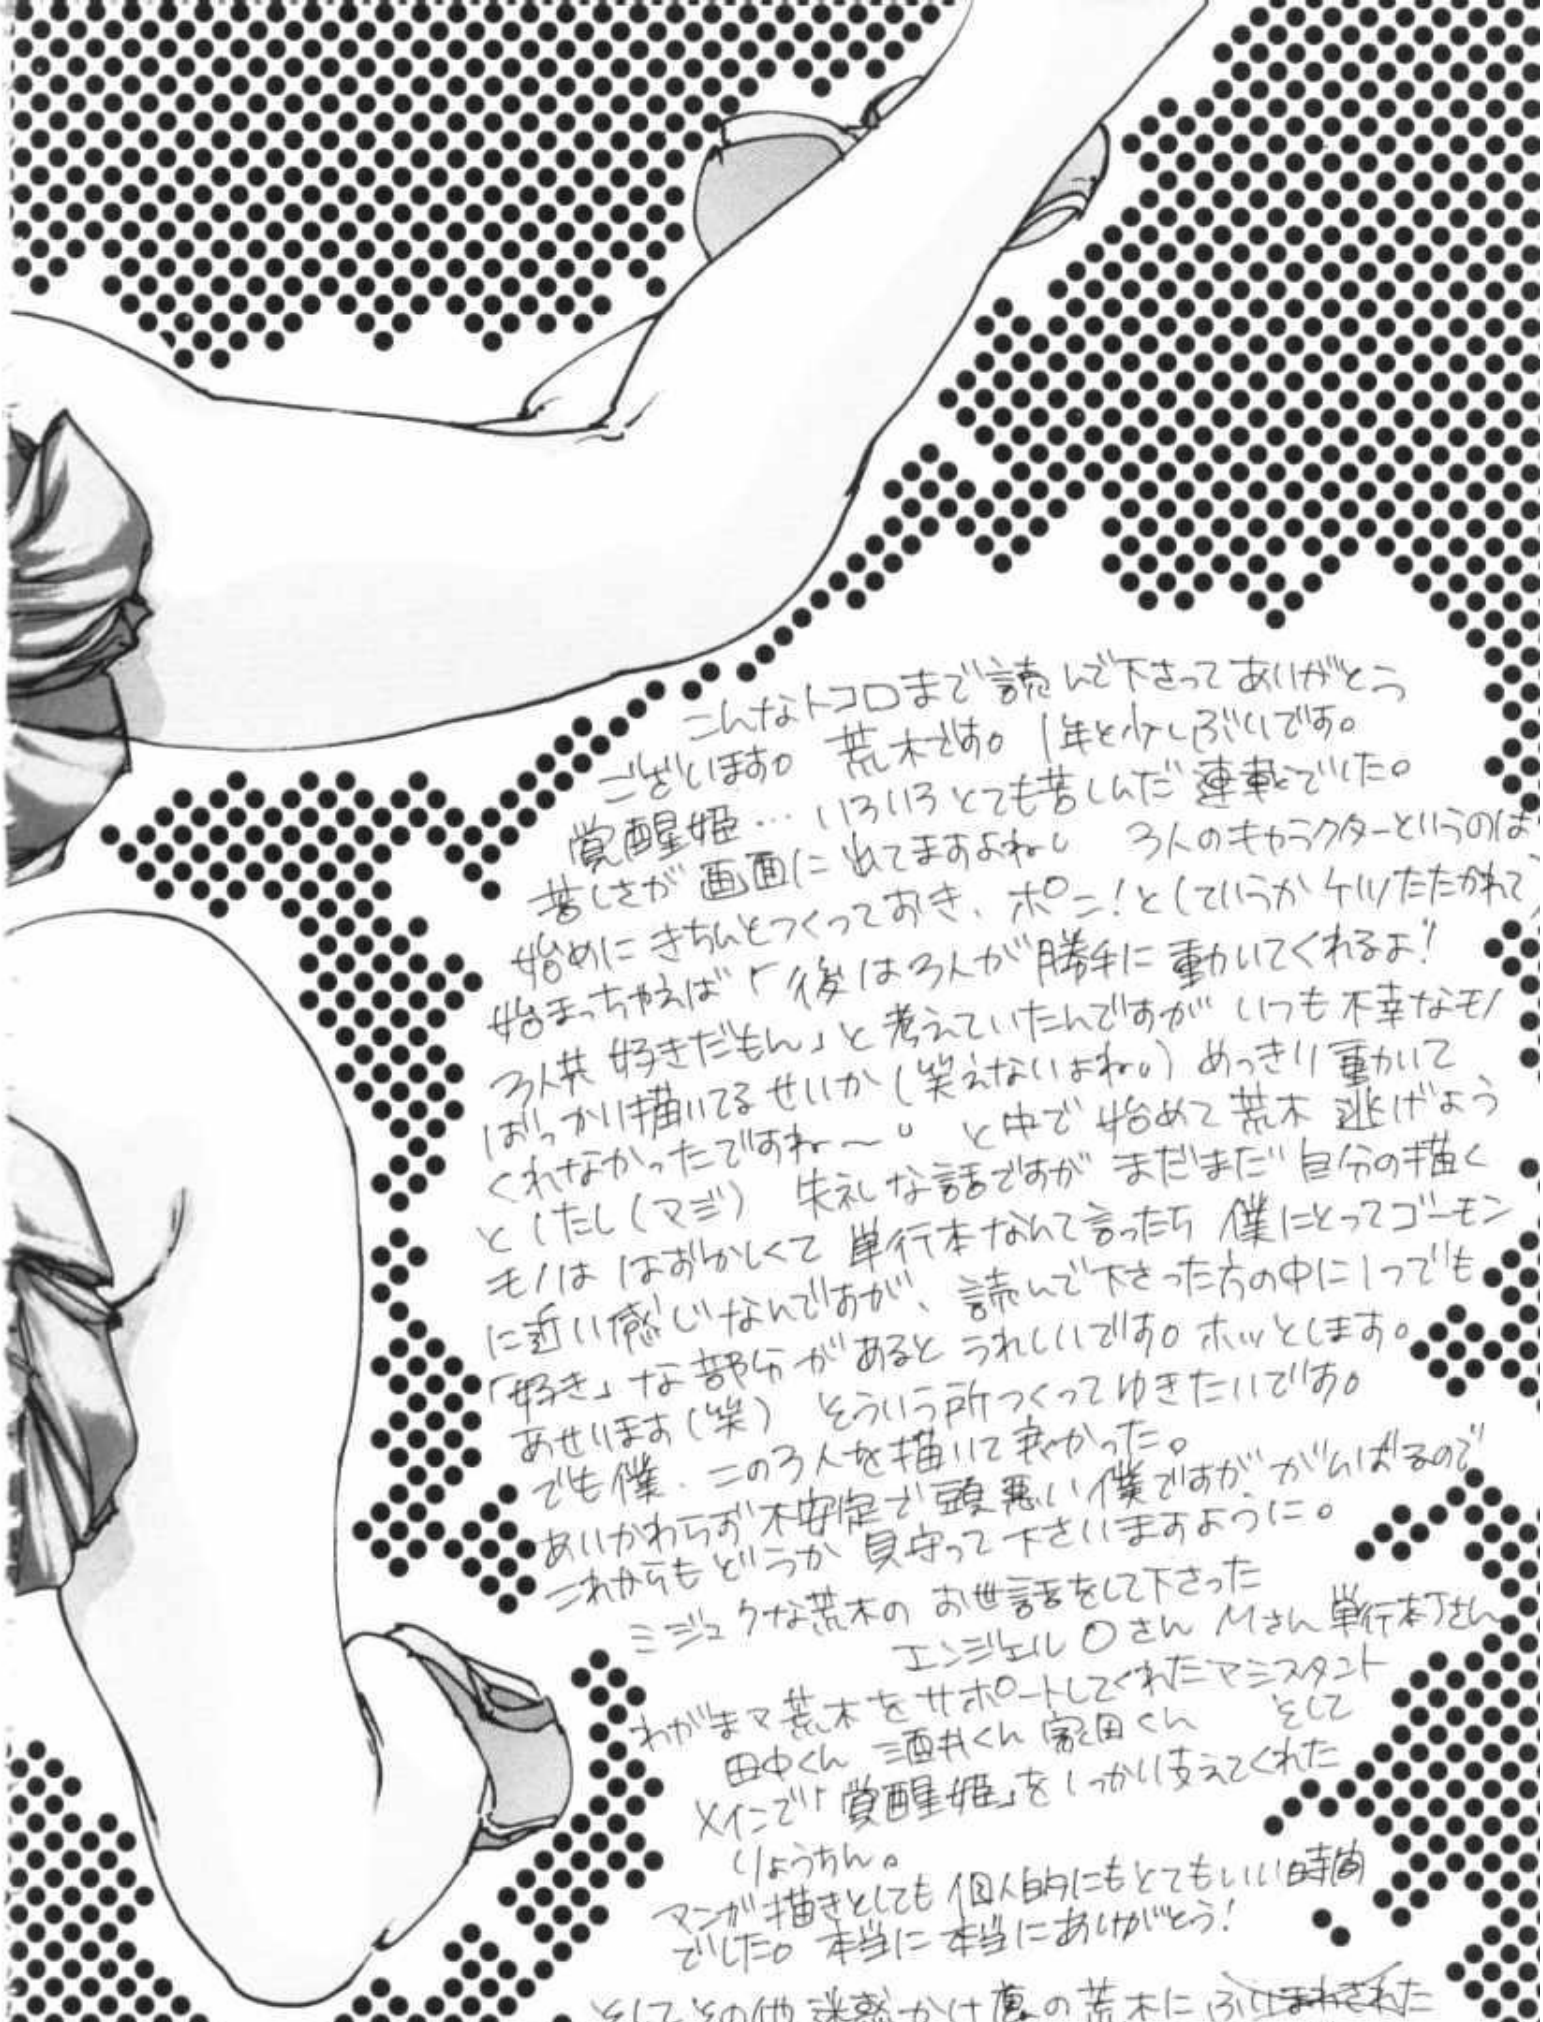 こんなトコロまで読んで下さってありがとう
ございます。荒木です。1年と少しぶりです。
覚醒姫…いろいろとても苦しんだ連載でした。
苦しさが画面に出てますよねし 3人のキャラクターというのは
始めにきちんとつくっておき、ポン!と(ていうかケツたたかれて)
始まっちゃえば「後は3人が勝手に動いてくれるよ!
3人共好きだもん」と考えていたんですがいつも不幸なモノ
ばっかり描いてるせいか(笑えないよね。)めっきり動いて
くれなかったですね〜。と中で始めて荒木逃げよう
としたし(マジ) 失礼な話ですがまだまだ自分の描く
モノははずかしくて単行本なんて言ったら僕にとってゴーモン
に近い感じなんですが、読んで下さった方の中に1つでも
「好き」な部分があるとうれしいです。ホッとします。
あせります(笑) そういう所つくってゆきたいです。
でも僕、この3人を描いて良かった。
あいかわらず不安定で頭悪い僕ですががんばるので
これからもどうか見守って下さいますように。
ミジュクな荒木のお世話をして下さった
エンジェルOさん Mさん 単行本Tさん
わがまま荒木をサポートしてくれたアシスタント
田中くん 酒井くん 家田くん そして
メインで「覚醒姫」をしっかり支えてくれた
りょうちん。
マンガ描きとしても個人的にもとてもいい時間
でした。本当に本当にありがとう!
そしてその他迷惑かけ の荒木に